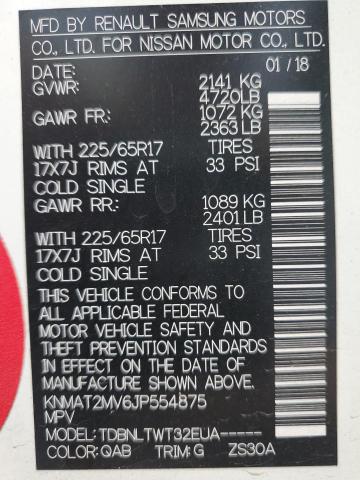 MFD BY RENAULT SAMSUNG MOTORS
CO., LTD. FOR NISSAN MOTOR CO., LTD.
DATE: 01 / 18
GVWR: 2141 KG
4720LB
GAWR FR: 1072 KG
2363LB
WITH 225/65R17 TIRES
17X7J RIMS AT 33 PSI
COLD SINGLE
GAWR RR: 1089 KG
2401LB
WITH 225/65R17 TIRES
17X7J RIMS AT 33 PSI
COLD SINGLE
THIS VEHICLE CONFORMS TO
ALL APPLICABLE FEDERAL
MOTOR VEHICLE SAFETY AND
THEFT PREVENTION STANDARDS
IN EFFECT ON THE DATE OF
MANUFACTURE SHOWN ABOVE.
KNMAT2MV6JP554875
MPV
MODEL: TDBNLTWT32EUA-----
COLOR: QAB TRIM: G ZS30A